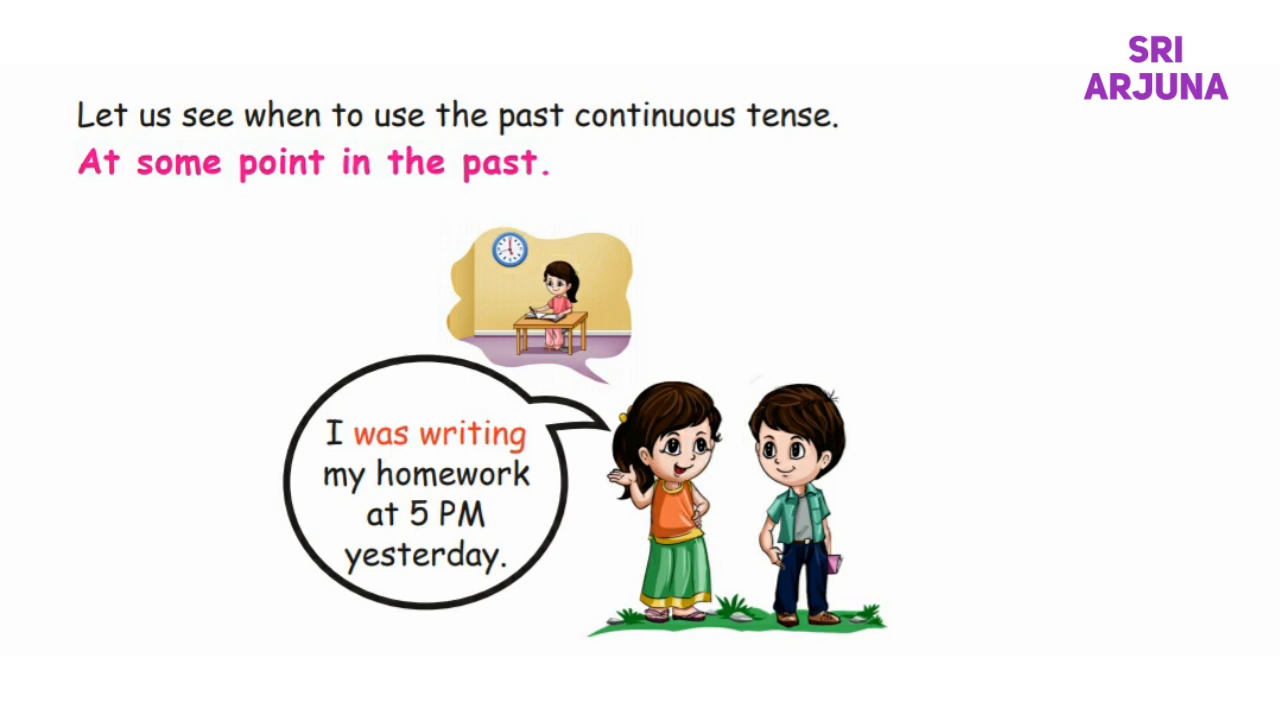 SRI
ARJUNA
Let us see when to use the past continuous tense.
At some point in the past.
I was writing
my homework
at 5 PM
yesterday.